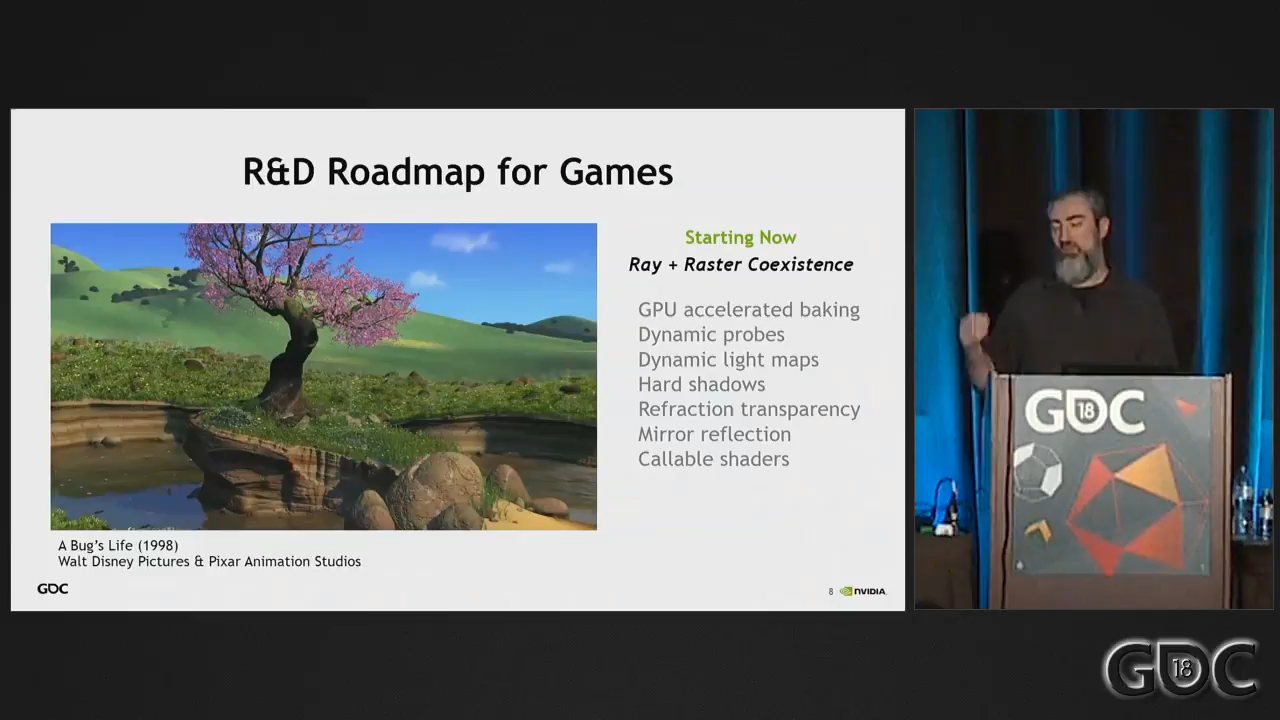 R&D Roadmap for Games
Starting Now
Ray + Raster Coexistence
GPU accelerated baking
Dynamic probes
Dynamic light maps
Hard shadows
Refraction transparency
Mirror reflection
Callable shaders
A Bug's Life (1998)
Walt Disney Pictures & Pixar Animation Studios
GDC
8 NVIDIA.
GDC
18
GDC
18